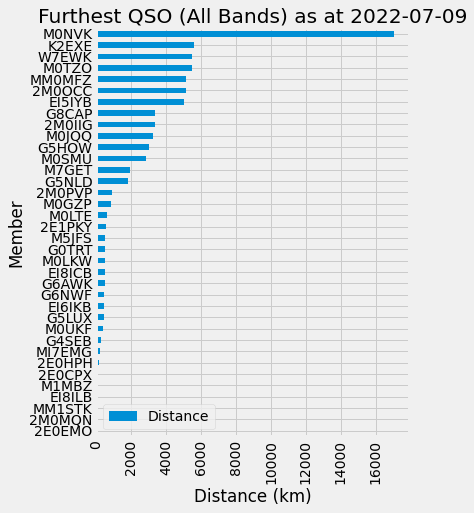 Furthest QSO (All Bands) as at 2022-07-09
M0NVK
K2EXE
W7EWK
M0TZO
MM0MFZ
2M0OCC
EI5IYB
G8CAP
2M0IIG
M0JQQ
G5HOW
M0SMU
M7GET
G5NLD
2M0PVP
M0GZP
M0LTE
2E1PKY
M5JFS
G0TRT
M0LKW
EI8ICB
G6AWK
G6NWF
EI6IKB
G5LUX
M0UKF
G4SEB
MI7EMG
2E0HPH
2E0CPX
M1MBZ
EI8ILB
MM1STK
2M0MQN
2E0EMO
Member
Distance
0
2000
4000
6000
8000
10000
12000
14000
16000
Distance (km)